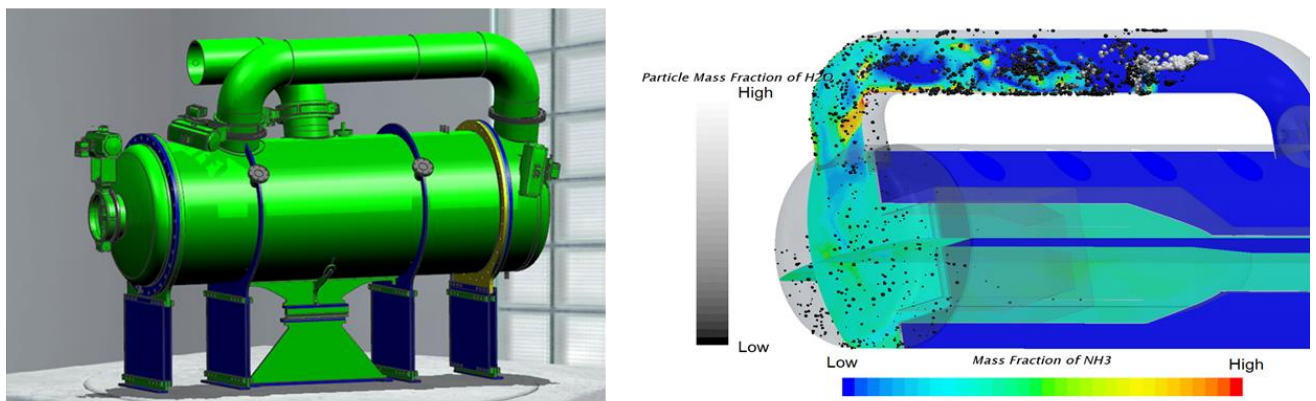 Particle Mass Fraction of H2O
High
Low
Low
Mass Fraction of NH3
High